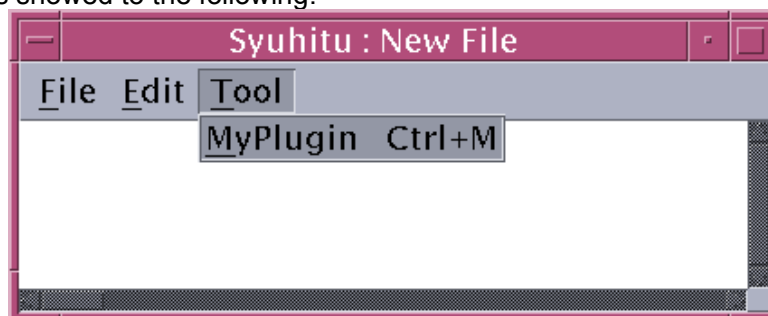 s showed to the following.
Syuhitu : New File
File Edit Tool
MyPlugin Ctrl+M